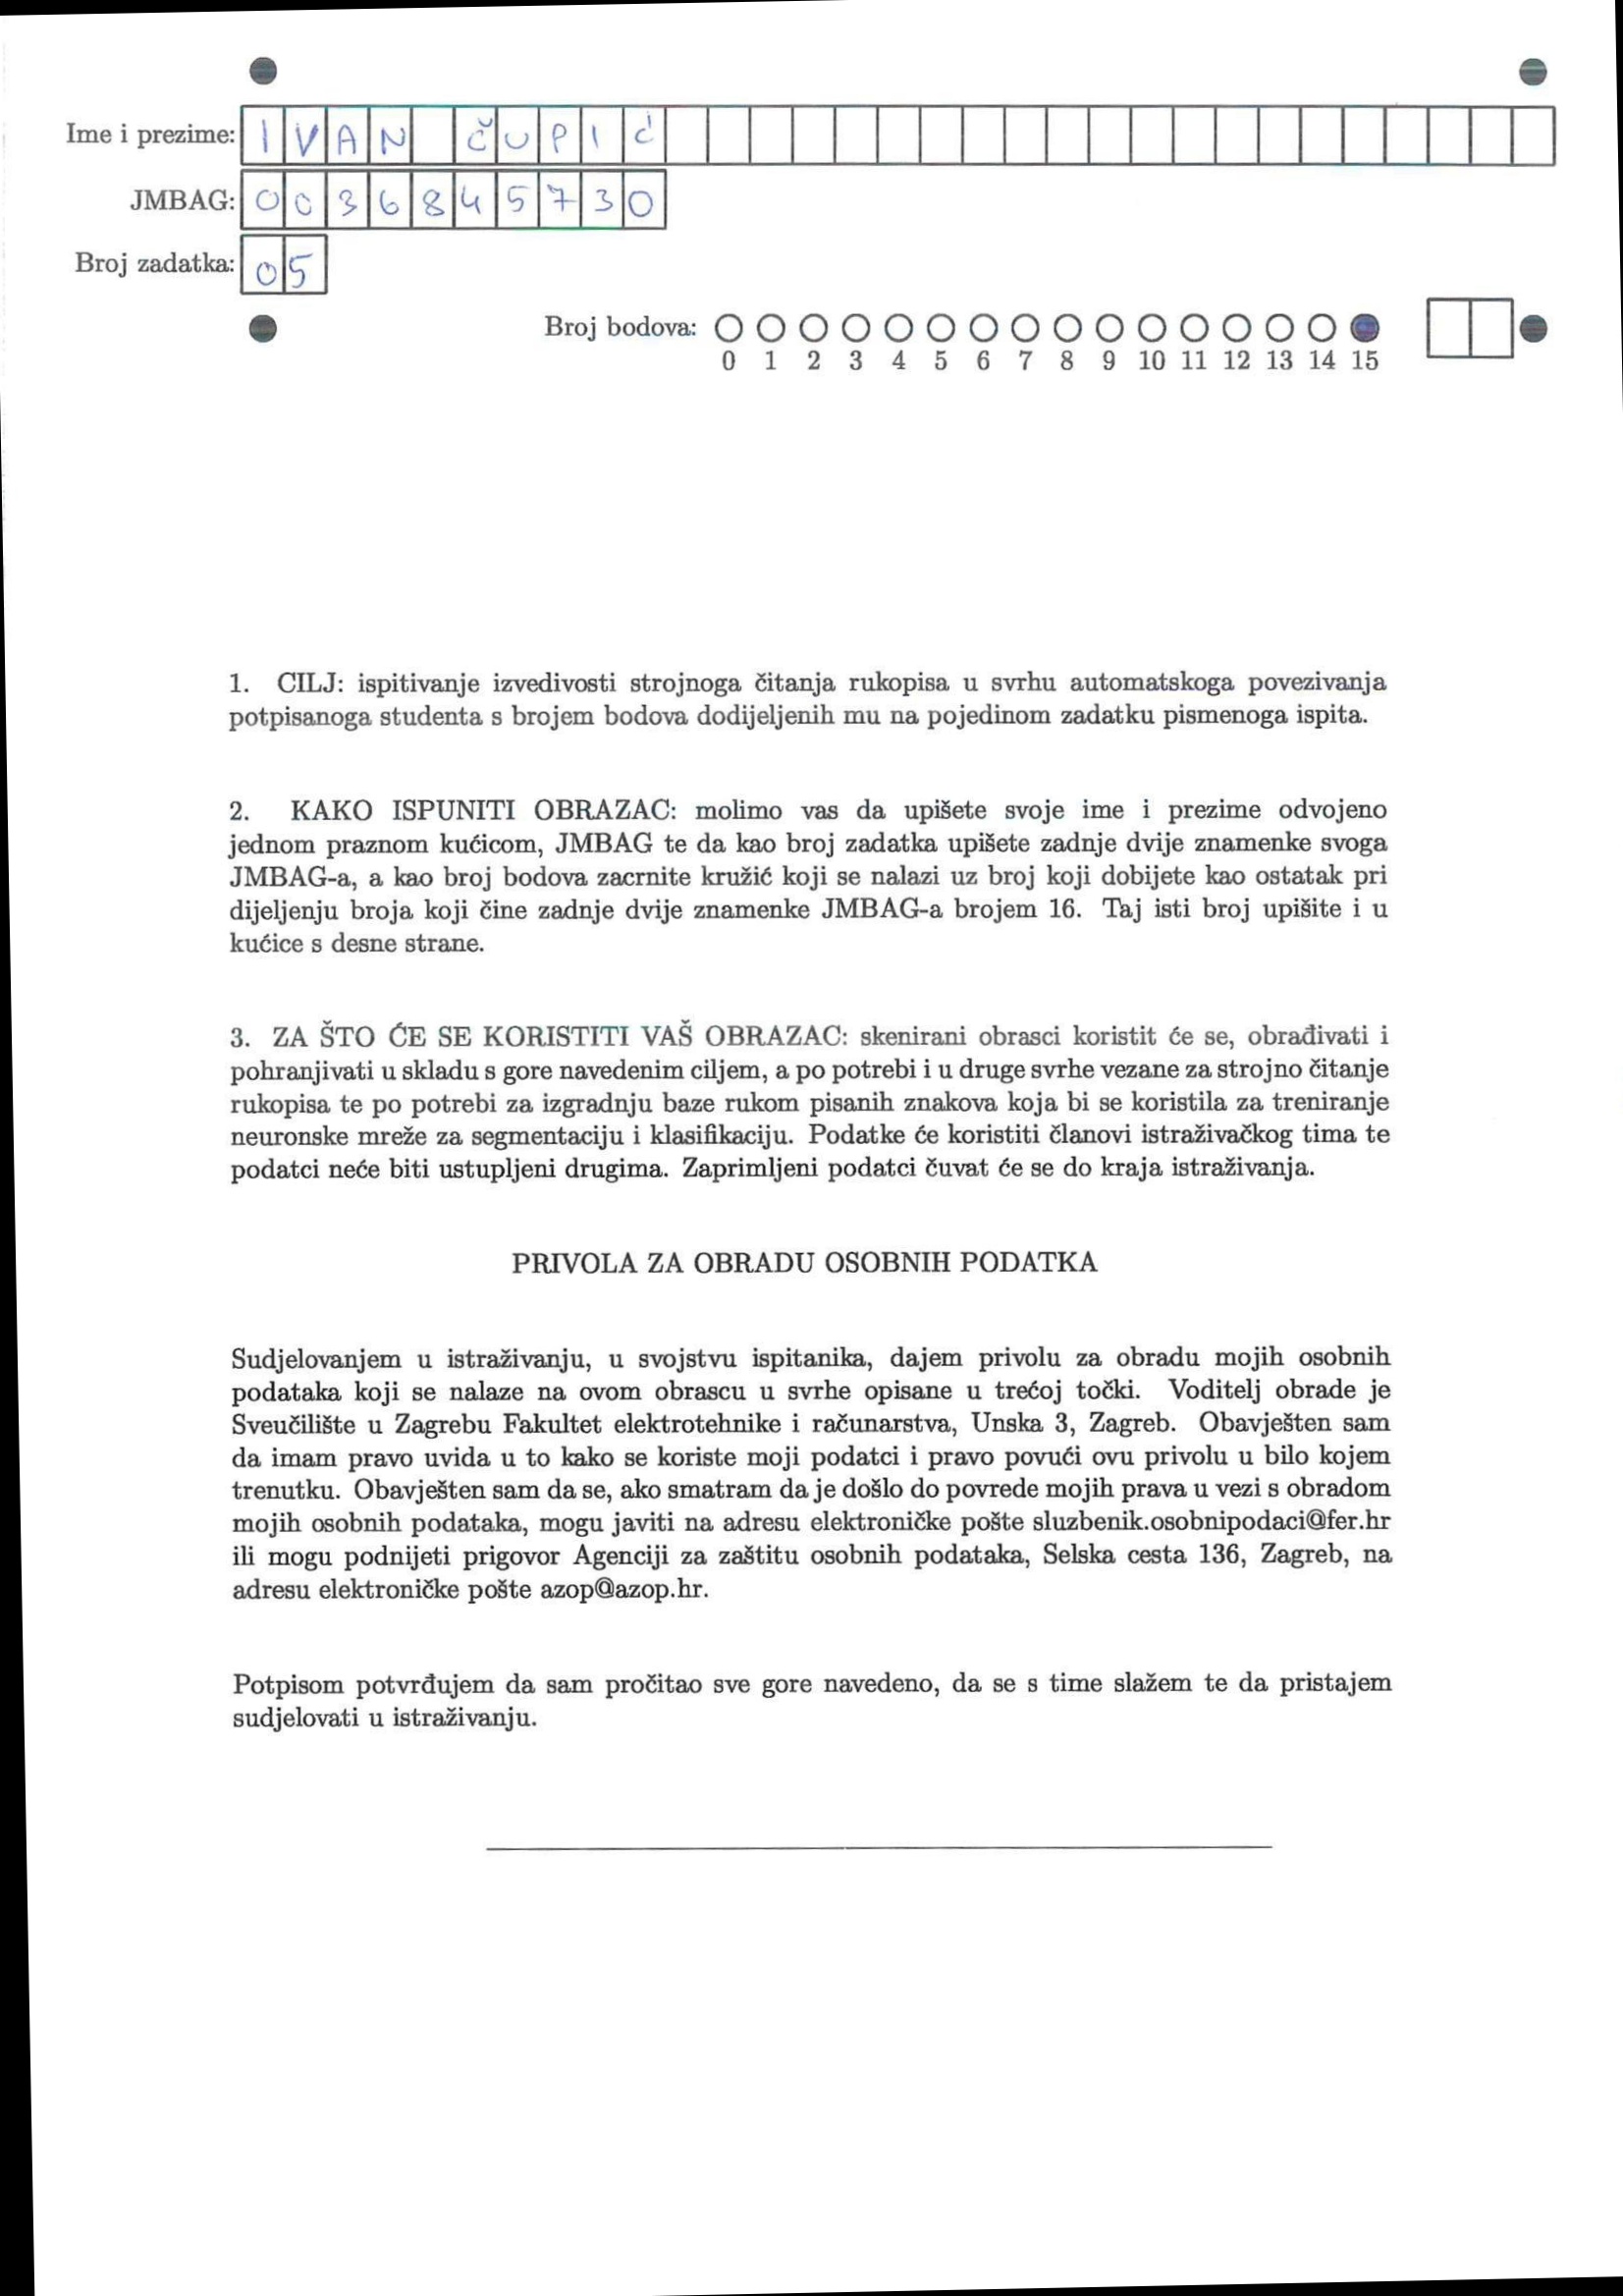 Ime i prezime: IVAN ČUPIĆ
JMBAG: 0036845730
Broj zadatka: 05
Broj bodova:
0 1 2 3 4 5 6 7 8 9 10 11 12 13 14 15
1. CILJ: ispitivanje izvedivosti strojnoga čitanja rukopisa u svrhu automatskoga povezivanja
potpisanoga studenta s brojem bodova dodijeljenih mu na pojedinom zadatku pismenoga ispita.
2. KAKO ISPUNITI OBRAZAC: molimo vas da upišete svoje ime i prezime odvojeno
jednom praznom kućicom, JMBAG te da kao broj zadatka upišete zadnje dvije znamenke svoga
JMBAG-a, a kao broj bodova zacrnite kružić koji se nalazi uz broj koji dobijete kao ostatak pri
dijeljenju broja koji čine zadnje dvije znamenke JMBAG-a brojem 16. Taj isti broj upišite i u
kućice s desne strane.
3. ZA ŠTO ĆE SE KORISTITI VAŠ OBRAZAC: skenirani obrasci koristit će se, obrađivati i
pohranjivati u skladu s gore navedenim ciljem, a po potrebi i u druge svrhe vezane za strojno čitanje
rukopisa te po potrebi za izgradnju baze rukom pisanih znakova koja bi se koristila za treniranje
neuronske mreže za segmentaciju i klasifikaciju. Podatke će koristiti članovi istraživačkog tima te
podatci neće biti ustupljeni drugima. Zaprimljeni podatci čuvat će se do kraja istraživanja.
PRIVOLA ZA OBRADU OSOBNIH PODATKA
Sudjelovanjem u istraživanju, u svojstvu ispitanika, dajem privolu za obradu mojih osobnih
podataka koji se nalaze na ovom obrascu u svrhe opisane u trećoj točki. Voditelj obrade je
Sveučilište u Zagrebu Fakultet elektrotehnike i računarstva, Unska 3, Zagreb. Obavješten sam
da imam pravo uvida u to kako se koriste moji podatci i pravo povući ovu privolu u bilo kojem
trenutku. Obavješten sam da se, ako smatram da je došlo do povrede mojih prava u vezi s obradom
mojih osobnih podataka, mogu javiti na adresu elektroničke pošte sluzbenik.osobnipodaci@fer.hr
ili mogu podnijeti prigovor Agenciji za zaštitu osobnih podataka, Selska cesta 136, Zagreb, na
adresu elektroničke pošte azop@azop.hr.
Potpisom potvrđujem da sam pročitao sve gore navedeno, da se s time slažem te da pristajem
sudjelovati u istraživanju.